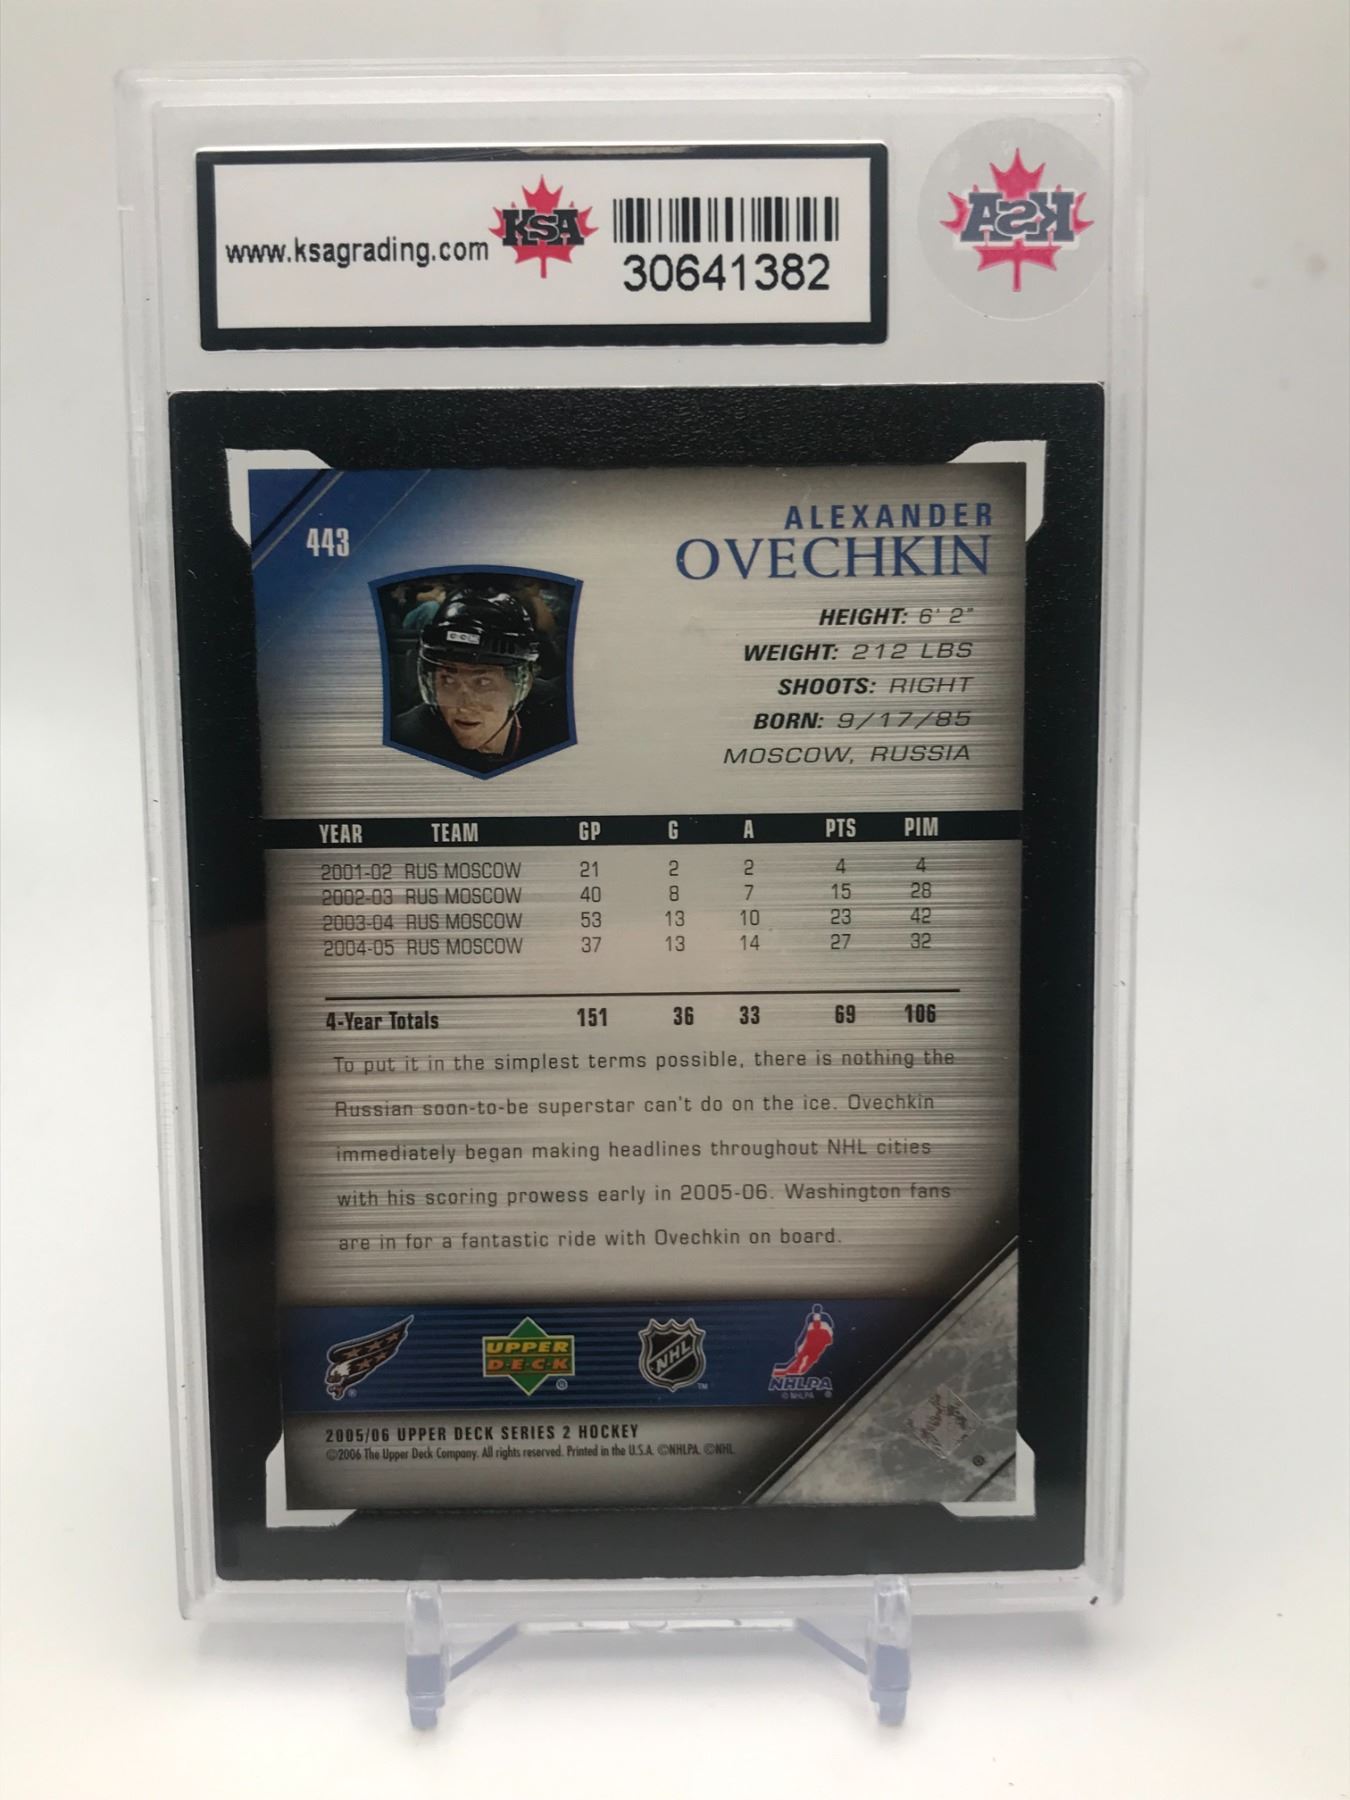 www.ksagrading.com KSA 30641382
KSA
443
ALEXANDER
OVECHKIN
CCM
HEIGHT: 6' 2"
WEIGHT: 212 LBS
SHOOTS: RIGHT
BORN: 9/17/85
MOSCOW, RUSSIA
YEAR TEAM GP G A PTS PIM
2001-02 RUS MOSCOW 21 2 2 4 4
2002-03 RUS MOSCOW 40 8 7 15 28
2003-04 RUS MOSCOW 53 13 10 23 42
2004-05 RUS MOSCOW 37 13 14 27 32
4-Year Totals 151 36 33 69 106
To put it in the simplest terms possible, there is nothing the
Russian soon-to-be superstar can't do on the ice. Ovechkin
immediately began making headlines throughout NHL cities
with his scoring prowess early in 2005-06. Washington fans
are in for a fantastic ride with Ovechkin on board.
UPPER
D·E·C·K ®
NHL ™
NHLPA
© NHLPA ®
®
2005/06 UPPER DECK SERIES 2 HOCKEY
©2006 The Upper Deck Company. All rights reserved. Printed in the U.S.A. ©NHLPA. ©NHL.
®